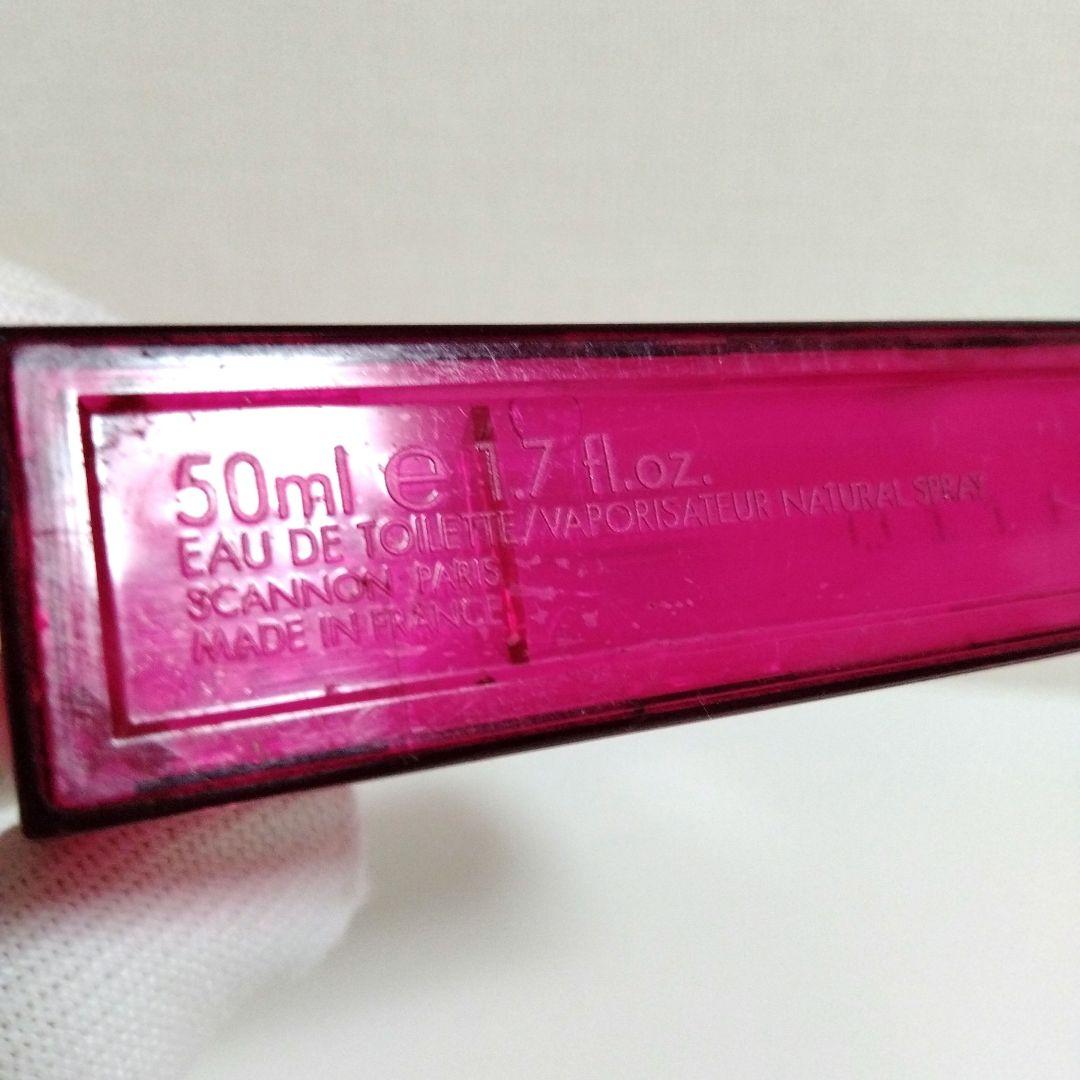 50ml e 1.7 fl.oz.
EAU DE TOILETTE/VAPORISATEUR NATURAL SPRAY
SCANNON PARIS
MADE IN FRANCE